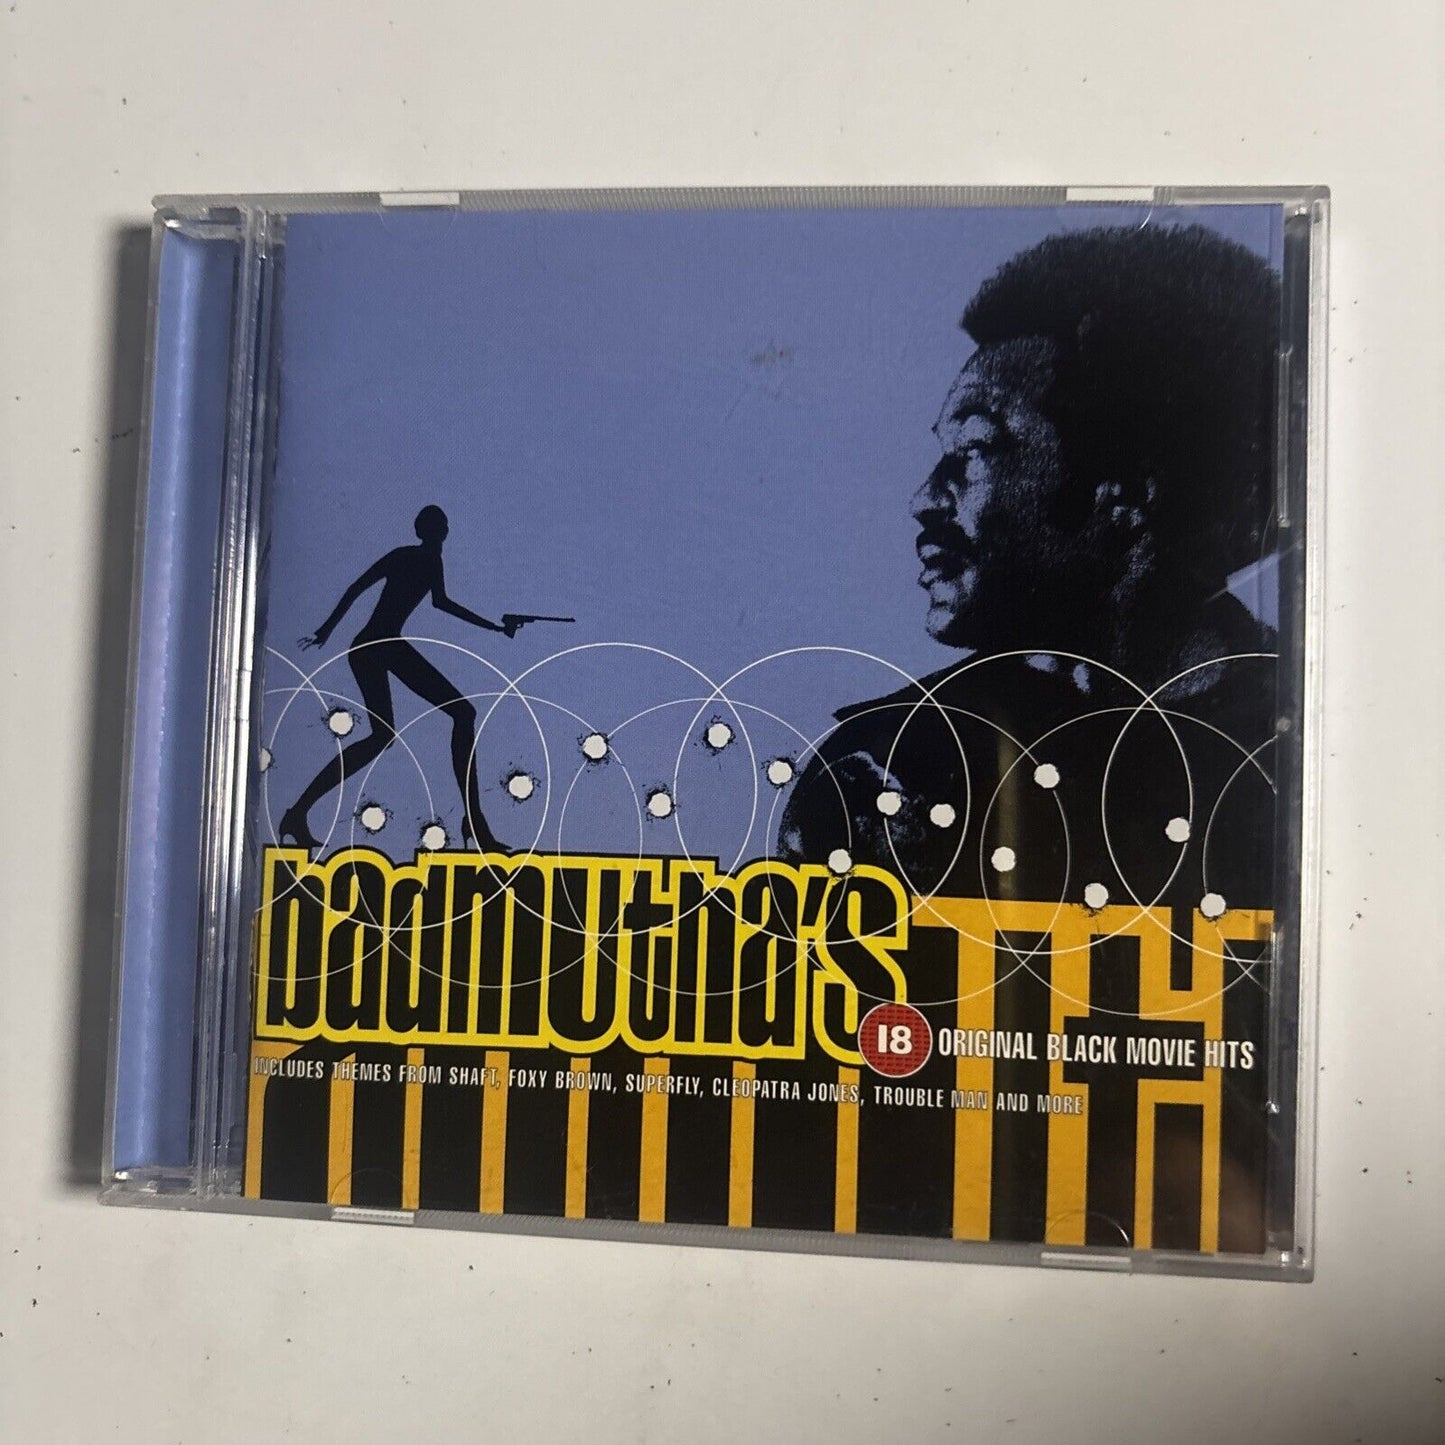 badmutha's
18 ORIGINAL BLACK MOVIE HITS
INCLUDES THEMES FROM SHAFT, FOXY BROWN, SUPERFLY, CLEOPATRA JONES, TROUBLE MAN AND MORE